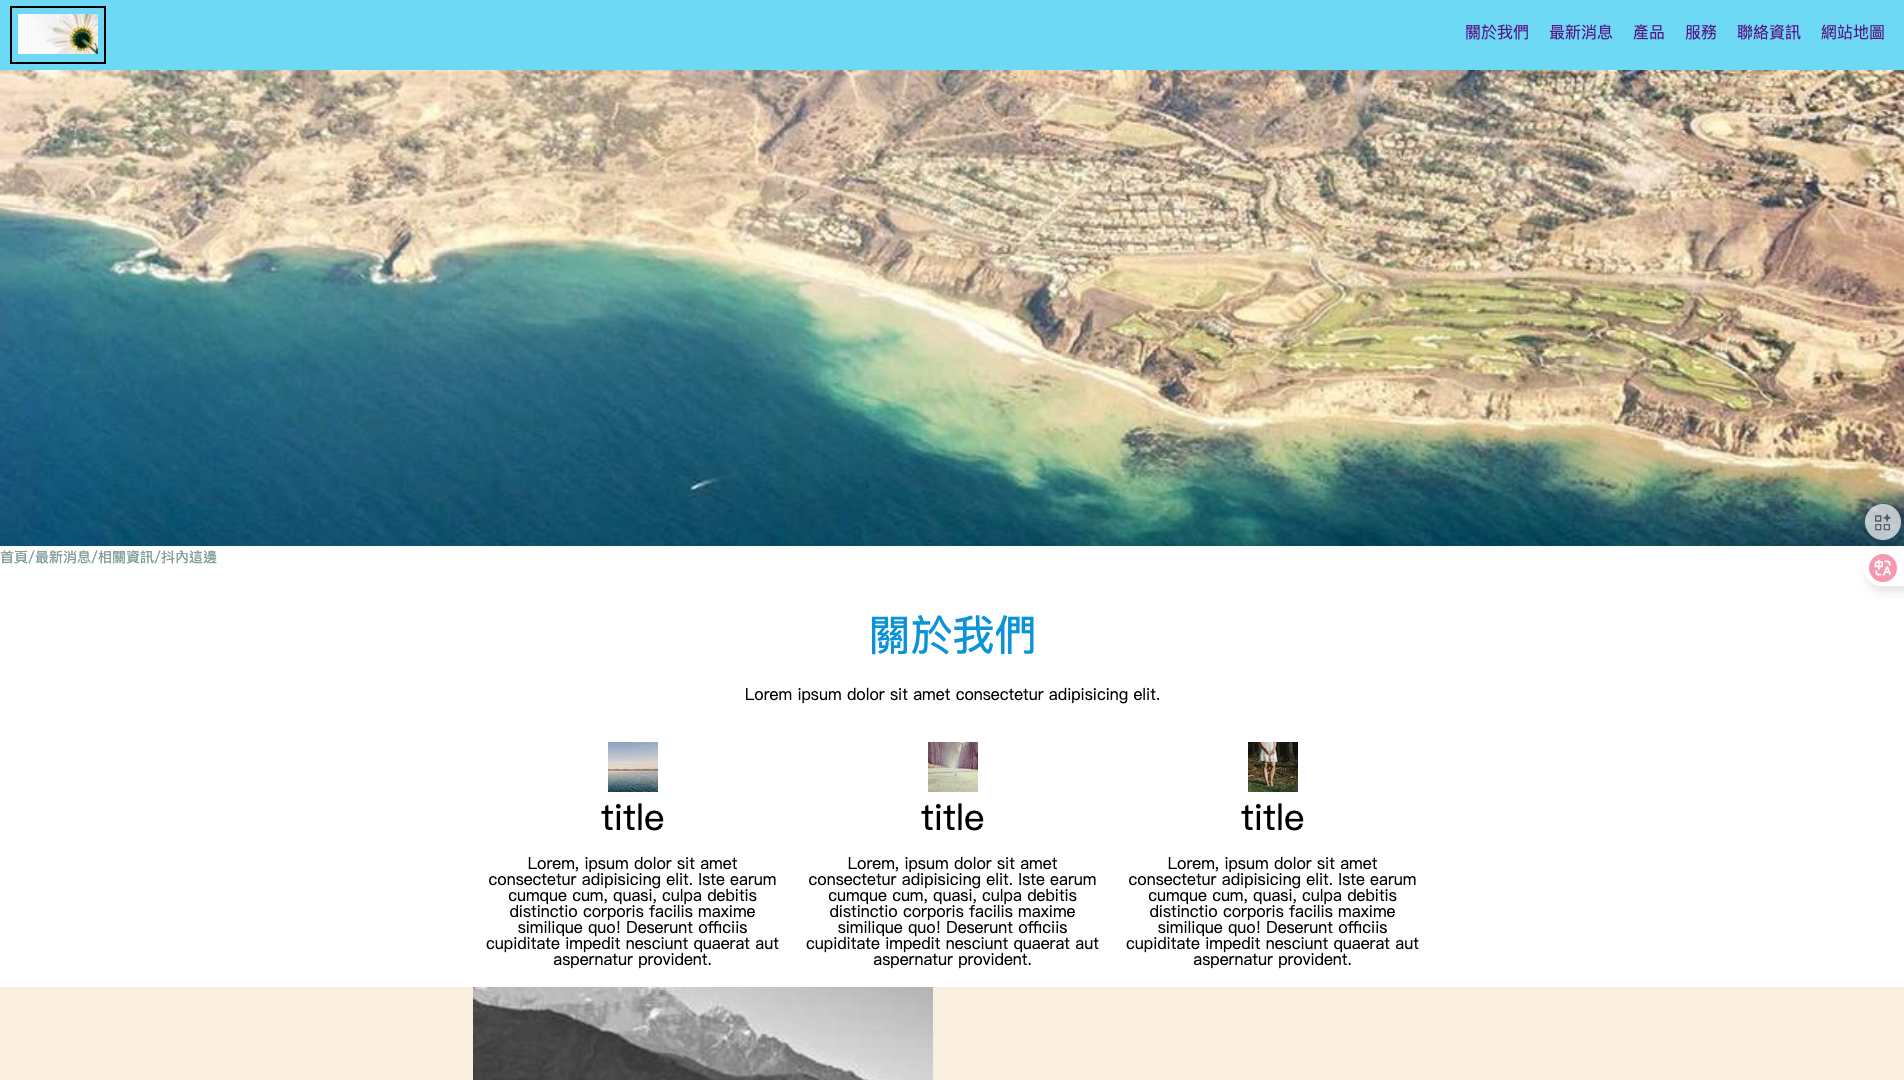 關於我們 最新消息 產品 服務 聯絡資訊 網站地圖
首頁/最新消息/相關資訊/抖內這邊
關於我們
Lorem ipsum dolor sit amet consectetur adipisicing elit.
title
Lorem, ipsum dolor sit amet
consectetur adipisicing elit. Iste earum
cumque cum, quasi, culpa debitis
distinctio corporis facilis maxime
similique quo! Deserunt officiis
cupiditate impedit nesciunt quaerat aut
aspernatur provident.
title
Lorem, ipsum dolor sit amet
consectetur adipisicing elit. Iste earum
cumque cum, quasi, culpa debitis
distinctio corporis facilis maxime
similique quo! Deserunt officiis
cupiditate impedit nesciunt quaerat aut
aspernatur provident.
title
Lorem, ipsum dolor sit amet
consectetur adipisicing elit. Iste earum
cumque cum, quasi, culpa debitis
distinctio corporis facilis maxime
similique quo! Deserunt officiis
cupiditate impedit nesciunt quaerat aut
aspernatur provident.